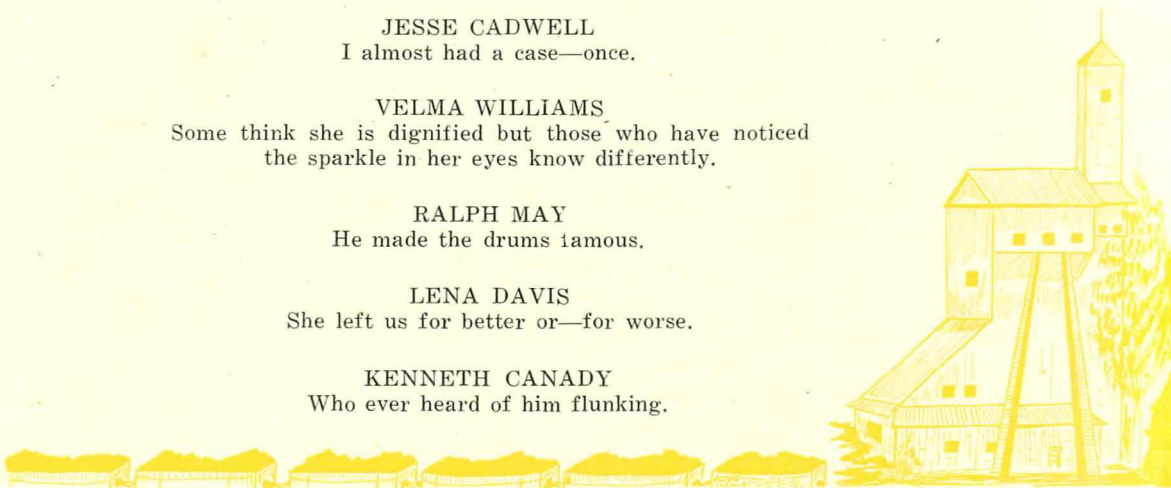 JESSE CADWELL
I almost had a case—once.
VELMA WILLIAMS
Some think she is dignified but those who have noticed
the sparkle in her eyes know differently.
RALPH MAY
He made the drums famous.
LENA DAVIS
She left us for better or—for worse.
KENNETH CANADY
Who ever heard of him flunking.